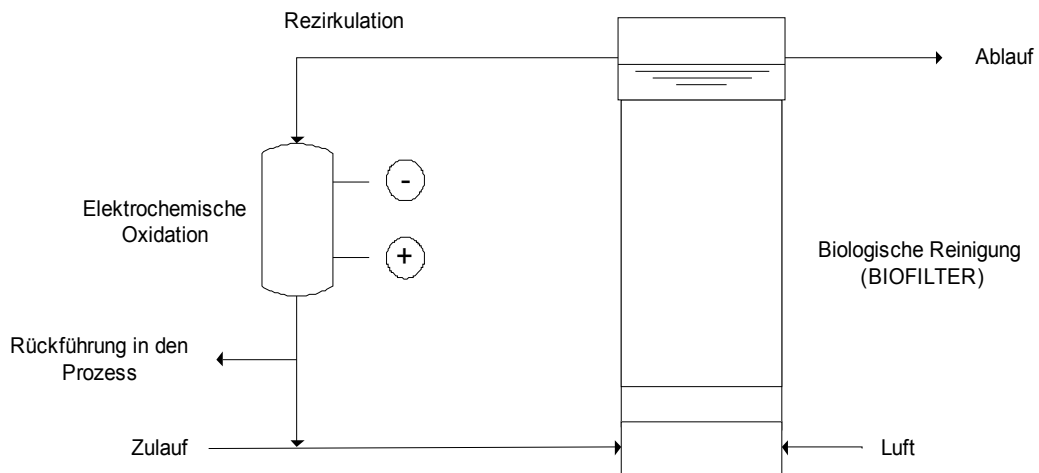 Rezirkulation
Ablauf
-
Elektrochemische
Oxidation
+
Biologische Reinigung
(BIOFILTER)
Rückführung in den
Prozess
Zulauf
Luft